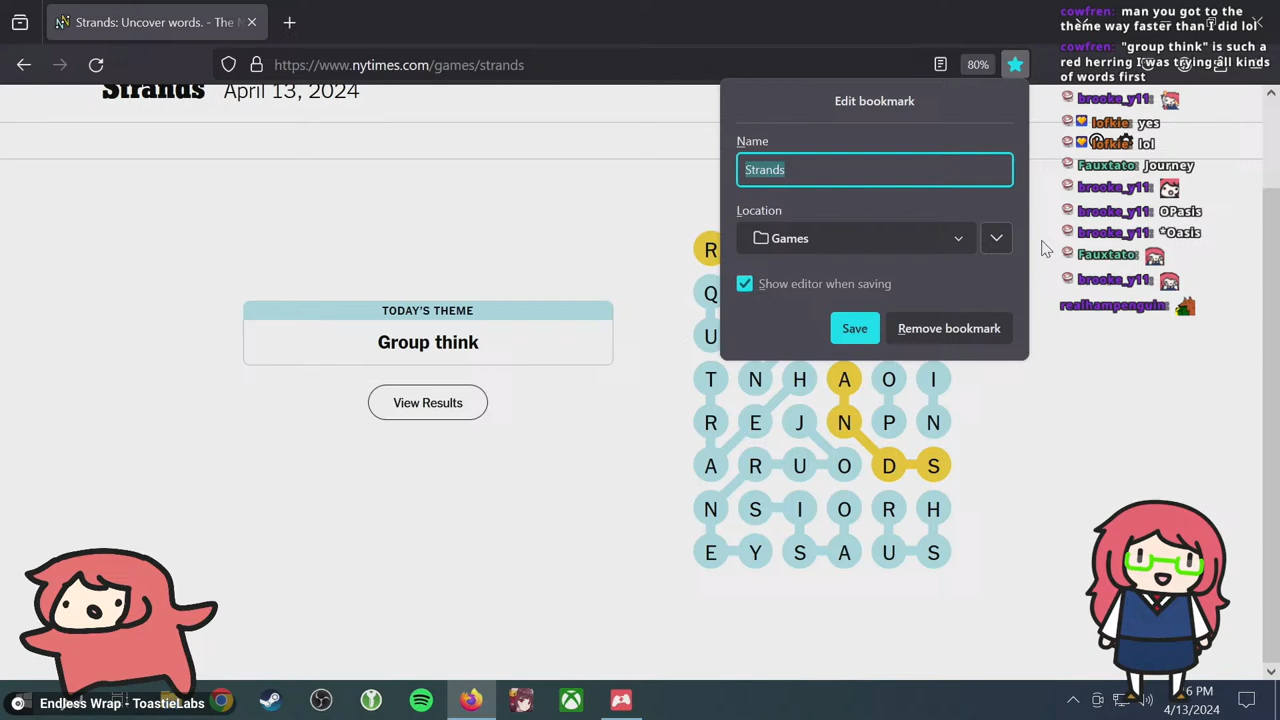 Strands: Uncover words. - The N
https://www.nytimes.com/games/strands
80%
Strands April 13, 2024
Edit bookmark
Name
Strands
Location
Games
Show editor when saving
Save
Remove bookmark
TODAY'S THEME
Group think
View Results
R
Q
U
T N H A O I
R E J N P N
A R U O D S
N S I O R H
E Y S A U S
cowfren: man you got to the
theme way faster than I did lol
cowfren: "group think" is such a
red herring I was trying all kinds
of words first
brooke_y11:
lofkie: yes
lofkie: lol
Fauxtato: Journey
brooke_y11:
brooke_y11: OPasis
brooke_y11: *Oasis
Fauxtato:
brooke_y11:
realhampenguin:
Endless Wrap - ToastieLabs
6 PM
4/13/2024